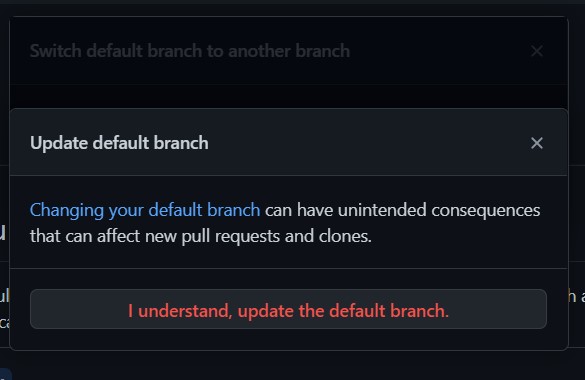 Switch default branch to another branch
Update default branch
Changing your default branch can have unintended consequences
that can affect new pull requests and clones.
I understand, update the default branch.